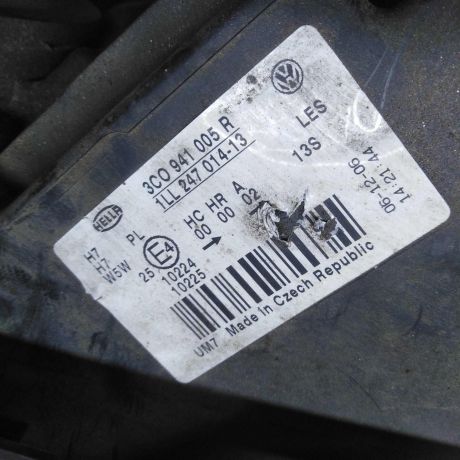 3C0 941 005 R
1LL 247 014-13
LES
13S
06-12-06
14:21:44
HELLA
H7
H7
W5W
PL
25
E4
10224
10225
HC HR A
00 00 02
UM7 Made in Czech Republic